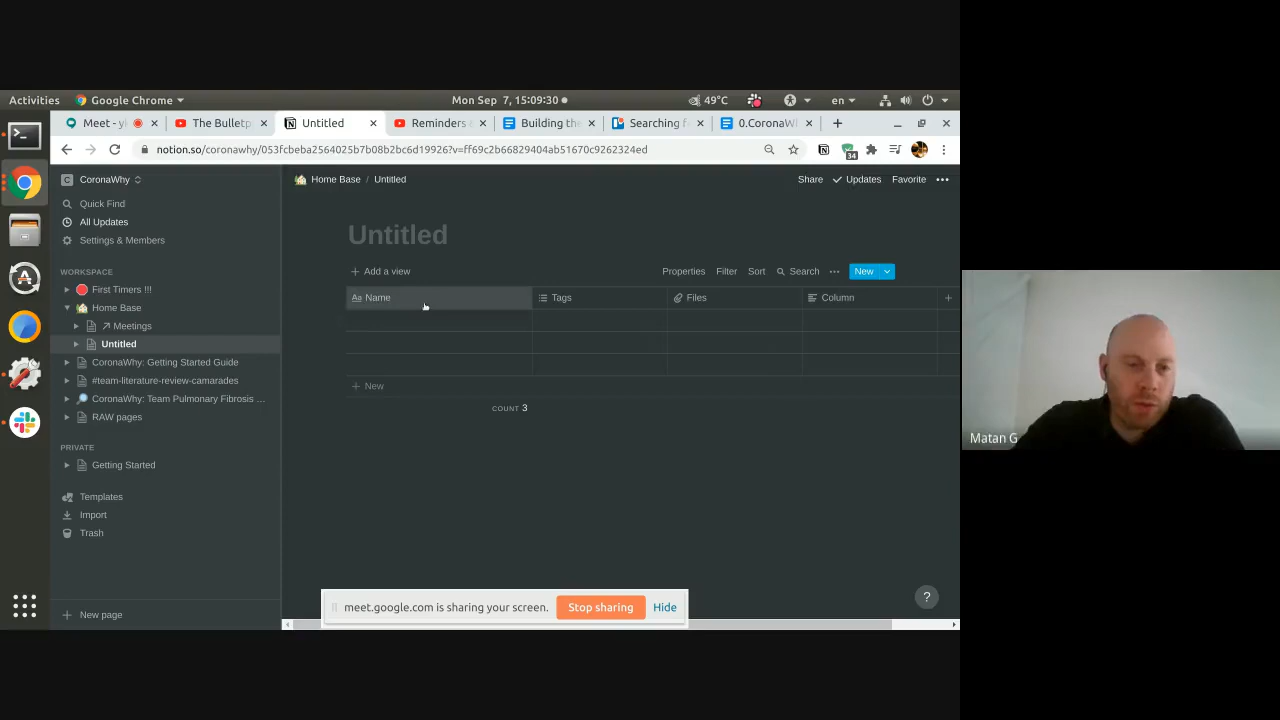 Activities
Google Chrome
Mon Sep 7, 15:09:30
49°C
en
Meet - yk
The Bulletp
Untitled
Reminders a
Building the
Searching f
0.CoronaWh
notion.so/coronawhy/053fcbeba2564025b7b08b2bc6d19926?v=ff69c2b66829404ab51670c9262324ed
34
CoronaWhy
Home Base / Untitled
Share
Updates
Favorite
Quick Find
All Updates
Settings & Members
WORKSPACE
First Timers !!!
Home Base
Meetings
Untitled
CoronaWhy: Getting Started Guide
#team-literature-review-camarades
CoronaWhy: Team Pulmonary Fibrosis ...
RAW pages
PRIVATE
Getting Started
Templates
Import
Trash
New page
Untitled
Add a view
Properties
Filter
Sort
Search
New
Aa Name
Tags
Files
Column
New
COUNT 3
?
meet.google.com is sharing your screen.
Stop sharing
Hide
Matan G